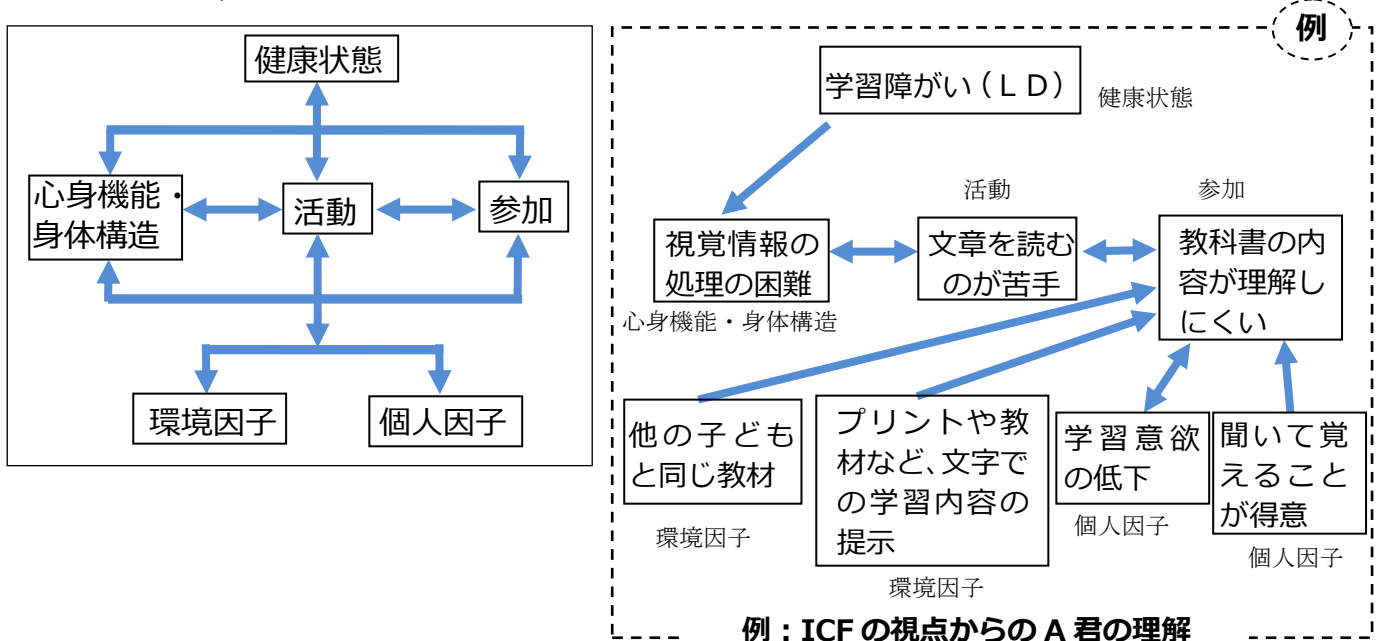 健康状態
心身機能・
身体構造
活動
参加
環境因子
個人因子
例
学習障がい（ＬＤ）
健康状態
活動
参加
視覚情報の
処理の困難
心身機能・身体構造
文章を読む
のが苦手
教科書の内
容が理解し
にくい
他の子ども
と同じ教材
環境因子
プリントや教
材など、文字で
の学習内容の
提示
環境因子
学習意欲
の低下
個人因子
聞いて覚
えること
が得意
個人因子
例：ICF の視点からの A 君の理解